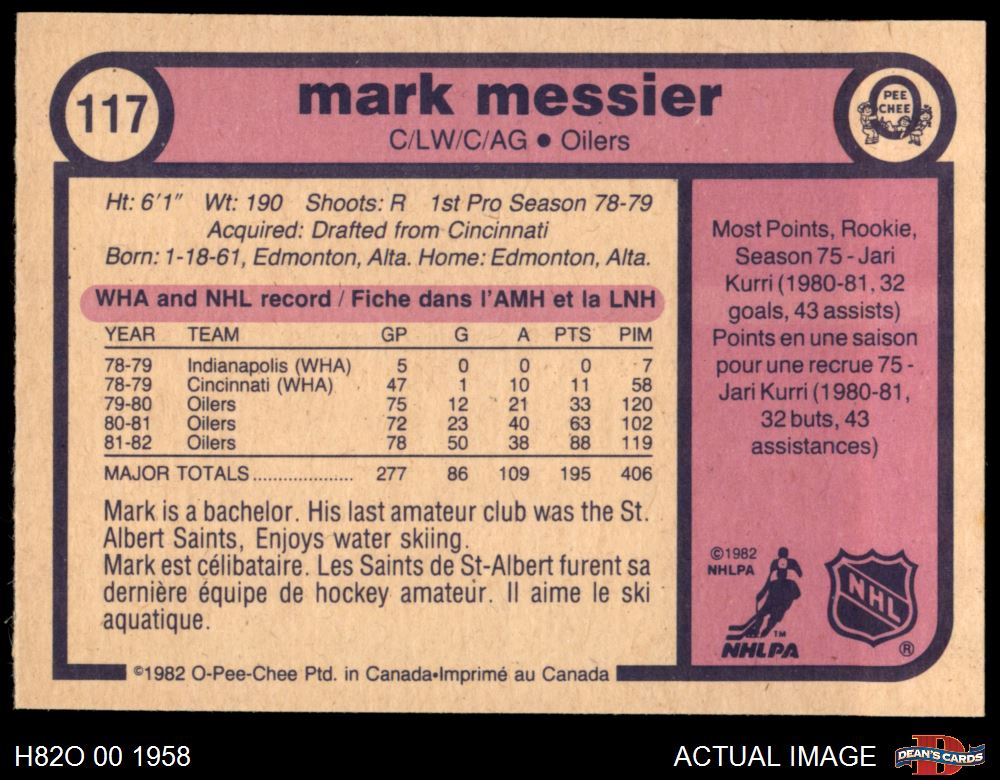 117
mark messier
C/LW/C/AG • Oilers
PEE
CHEE
Ht: 6'1" Wt: 190 Shoots: R 1st Pro Season 78-79
Acquired: Drafted from Cincinnati
Born: 1-18-61, Edmonton, Alta. Home: Edmonton, Alta.
WHA and NHL record / Fiche dans l'AMH et la LNH
YEAR TEAM GP G A PTS PIM
78-79 Indianapolis (WHA) 5 0 0 0 7
78-79 Cincinnati (WHA) 47 1 10 11 58
79-80 Oilers 75 12 21 33 120
80-81 Oilers 72 23 40 63 102
81-82 Oilers 78 50 38 88 119
MAJOR TOTALS.................... 277 86 109 195 406
Mark is a bachelor. His last amateur club was the St.
Albert Saints, Enjoys water skiing.
Mark est célibataire. Les Saints de St-Albert furent sa
dernière équipe de hockey amateur. Il aime le ski
aquatique.
©1982 O-Pee-Chee Ptd. in Canada•Imprimé au Canada
Most Points, Rookie,
Season 75 - Jari
Kurri (1980-81, 32
goals, 43 assists)
Points en une saison
pour une recrue 75 -
Jari Kurri (1980-81,
32 buts, 43
assistances)
©1982
NHLPA
TM
NHLPA
NHL
®
H82O 00 1958
ACTUAL IMAGE
D
DEAN'S CARDS